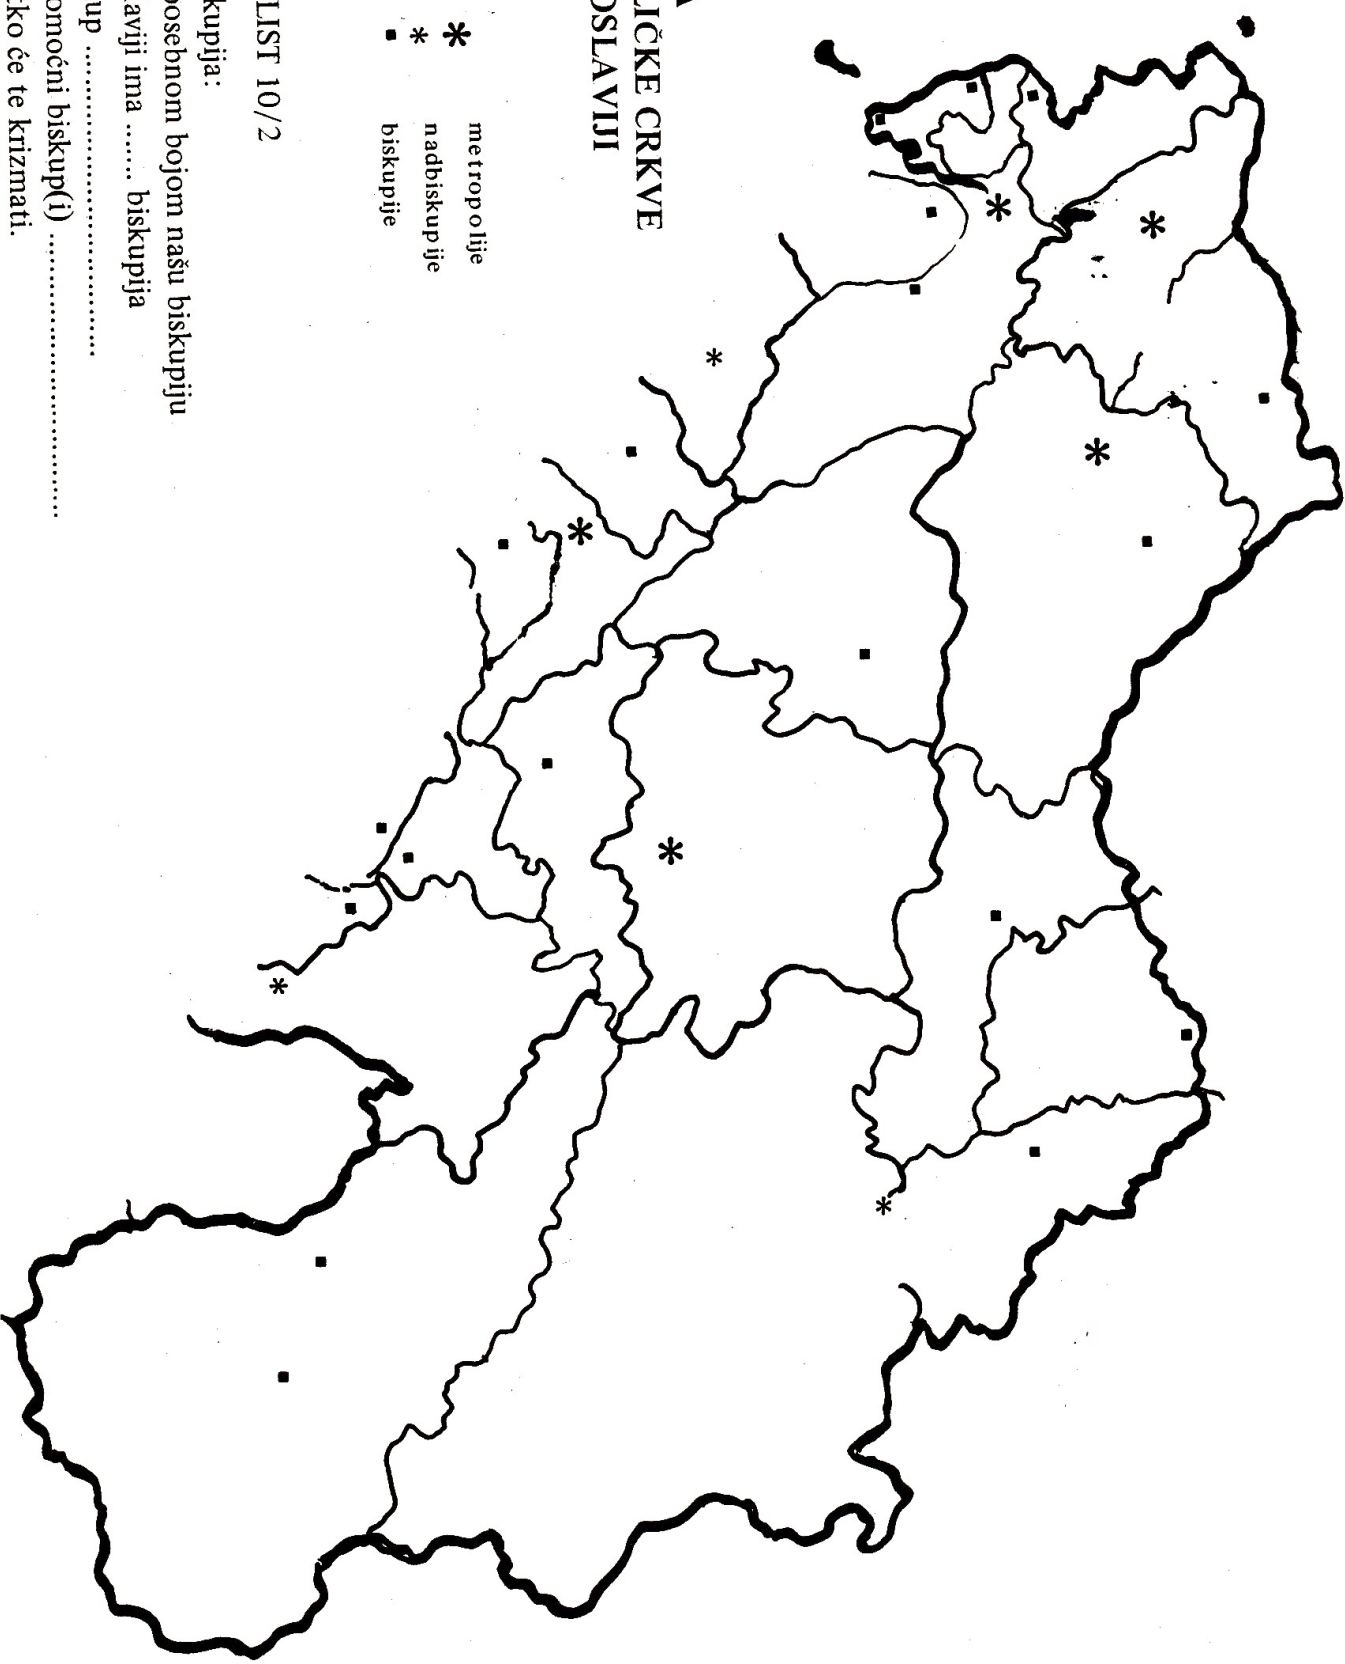 LIČKE CRKVE
OSLAVIJI
* metropolije
* nadbiskupije
▪ biskupije
LIST 10/2
kupija:
posebnom bojom našu biskupiju
aviji ima ....... biskupija
up ........................................
omoćni biskup(i) ....................................
ko će te krizmati.